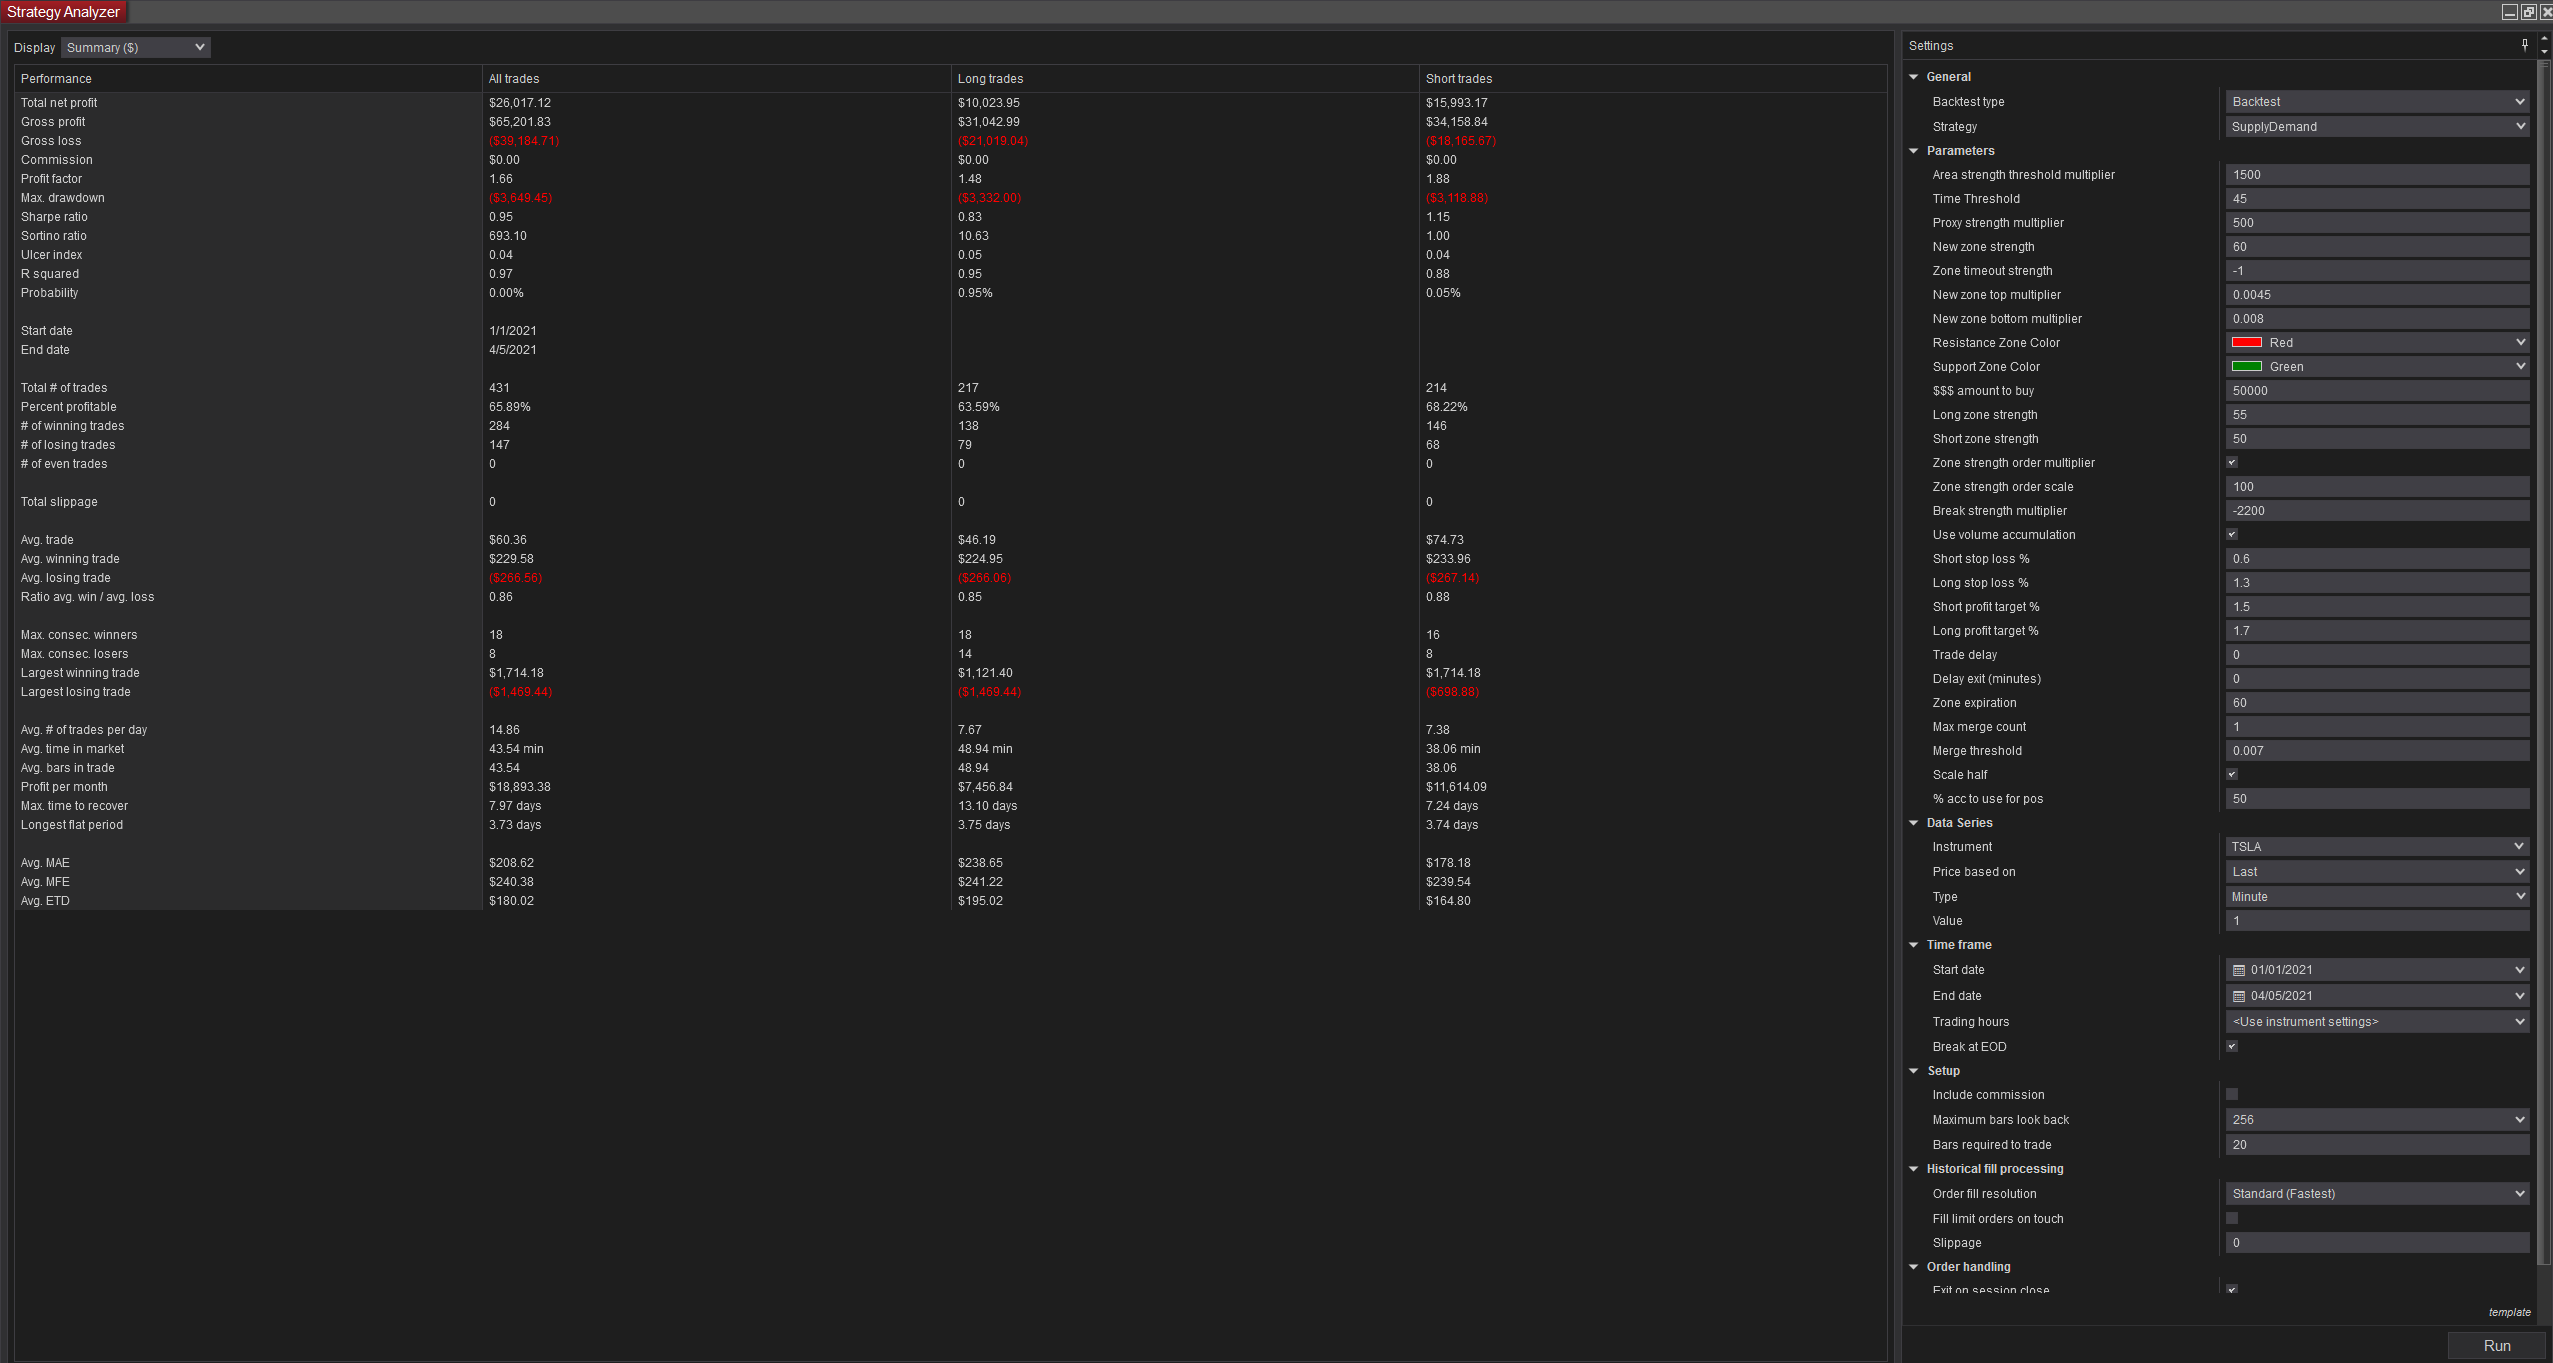 Strategy Analyzer
Display Summary ($)
Performance All trades Long trades Short trades
Total net profit $26,017.12 $10,023.95 $15,993.17
Gross profit $65,201.83 $31,042.99 $34,158.84
Gross loss ($39,184.71) ($21,019.04) ($18,165.67)
Commission $0.00 $0.00 $0.00
Profit factor 1.66 1.48 1.88
Max. drawdown ($3,649.45) ($3,332.00) ($3,118.88)
Sharpe ratio 0.95 0.83 1.15
Sortino ratio 693.10 10.63 1.00
Ulcer index 0.04 0.05 0.04
R squared 0.97 0.95 0.88
Probability 0.00% 0.95% 0.05%
Start date 1/1/2021
End date 4/5/2021
Total # of trades 431 217 214
Percent profitable 65.89% 63.59% 68.22%
# of winning trades 284 138 146
# of losing trades 147 79 68
# of even trades 0 0 0
Total slippage 0 0 0
Avg. trade $60.36 $46.19 $74.73
Avg. winning trade $229.58 $224.95 $233.96
Avg. losing trade ($266.56) ($266.06) ($267.14)
Ratio avg. win / avg. loss 0.86 0.85 0.88
Max. consec. winners 18 18 16
Max. consec. losers 8 14 8
Largest winning trade $1,714.18 $1,121.40 $1,714.18
Largest losing trade ($1,469.44) ($1,469.44) ($698.88)
Avg. # of trades per day 14.86 7.67 7.38
Avg. time in market 43.54 min 48.94 min 38.06 min
Avg. bars in trade 43.54 48.94 38.06
Profit per month $18,893.38 $7,456.84 $11,614.09
Max. time to recover 7.97 days 13.10 days 7.24 days
Longest flat period 3.73 days 3.75 days 3.74 days
Avg. MAE $208.62 $238.65 $178.18
Avg. MFE $240.38 $241.22 $239.54
Avg. ETD $180.02 $195.02 $164.80
Settings
General
Backtest type Backtest
Strategy SupplyDemand
Parameters
Area strength threshold multiplier 1500
Time Threshold 45
Proxy strength multiplier 500
New zone strength 60
Zone timeout strength -1
New zone top multiplier 0.0045
New zone bottom multiplier 0.008
Resistance Zone Color Red
Support Zone Color Green
$$$ amount to buy 50000
Long zone strength 55
Short zone strength 50
Zone strength order multiplier
Zone strength order scale 100
Break strength multiplier -2200
Use volume accumulation
Short stop loss % 0.6
Long stop loss % 1.3
Short profit target % 1.5
Long profit target % 1.7
Trade delay 0
Delay exit (minutes) 0
Zone expiration 60
Max merge count 1
Merge threshold 0.007
Scale half
% acc to use for pos 50
Data Series
Instrument TSLA
Price based on Last
Type Minute
Value 1
Time frame
Start date 01/01/2021
End date 04/05/2021
Trading hours <Use instrument settings>
Break at EOD
Setup
Include commission
Maximum bars look back 256
Bars required to trade 20
Historical fill processing
Order fill resolution Standard (Fastest)
Fill limit orders on touch
Slippage 0
Order handling
Exit on session close
template
Run